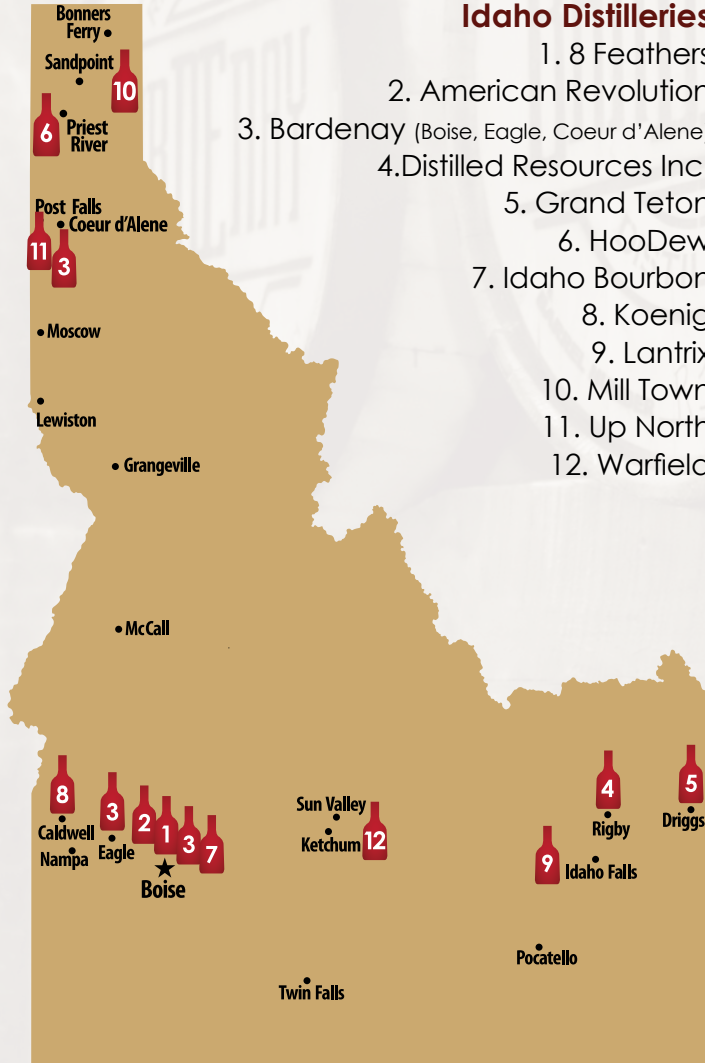 Idaho Distilleries
1. 8 Feathers
2. American Revolution
3. Bardenay (Boise, Eagle, Coeur d'Alene)
4.Distilled Resources Inc.
5. Grand Teton
6. HooDew
7. Idaho Bourbon
8. Koenig
9. Lantrix
10. Mill Town
11. Up North
12. Warfield
Bonners
Ferry
Sandpoint
10
6
Priest
River
Post Falls
Coeur d'Alene
11
3
Moscow
Lewiston
Grangeville
McCall
8
3
2
1
3
7
Caldwell
Nampa
Eagle
Boise
Sun Valley
Ketchum
12
4
5
Rigby
Driggs
9
Idaho Falls
Pocatello
Twin Falls